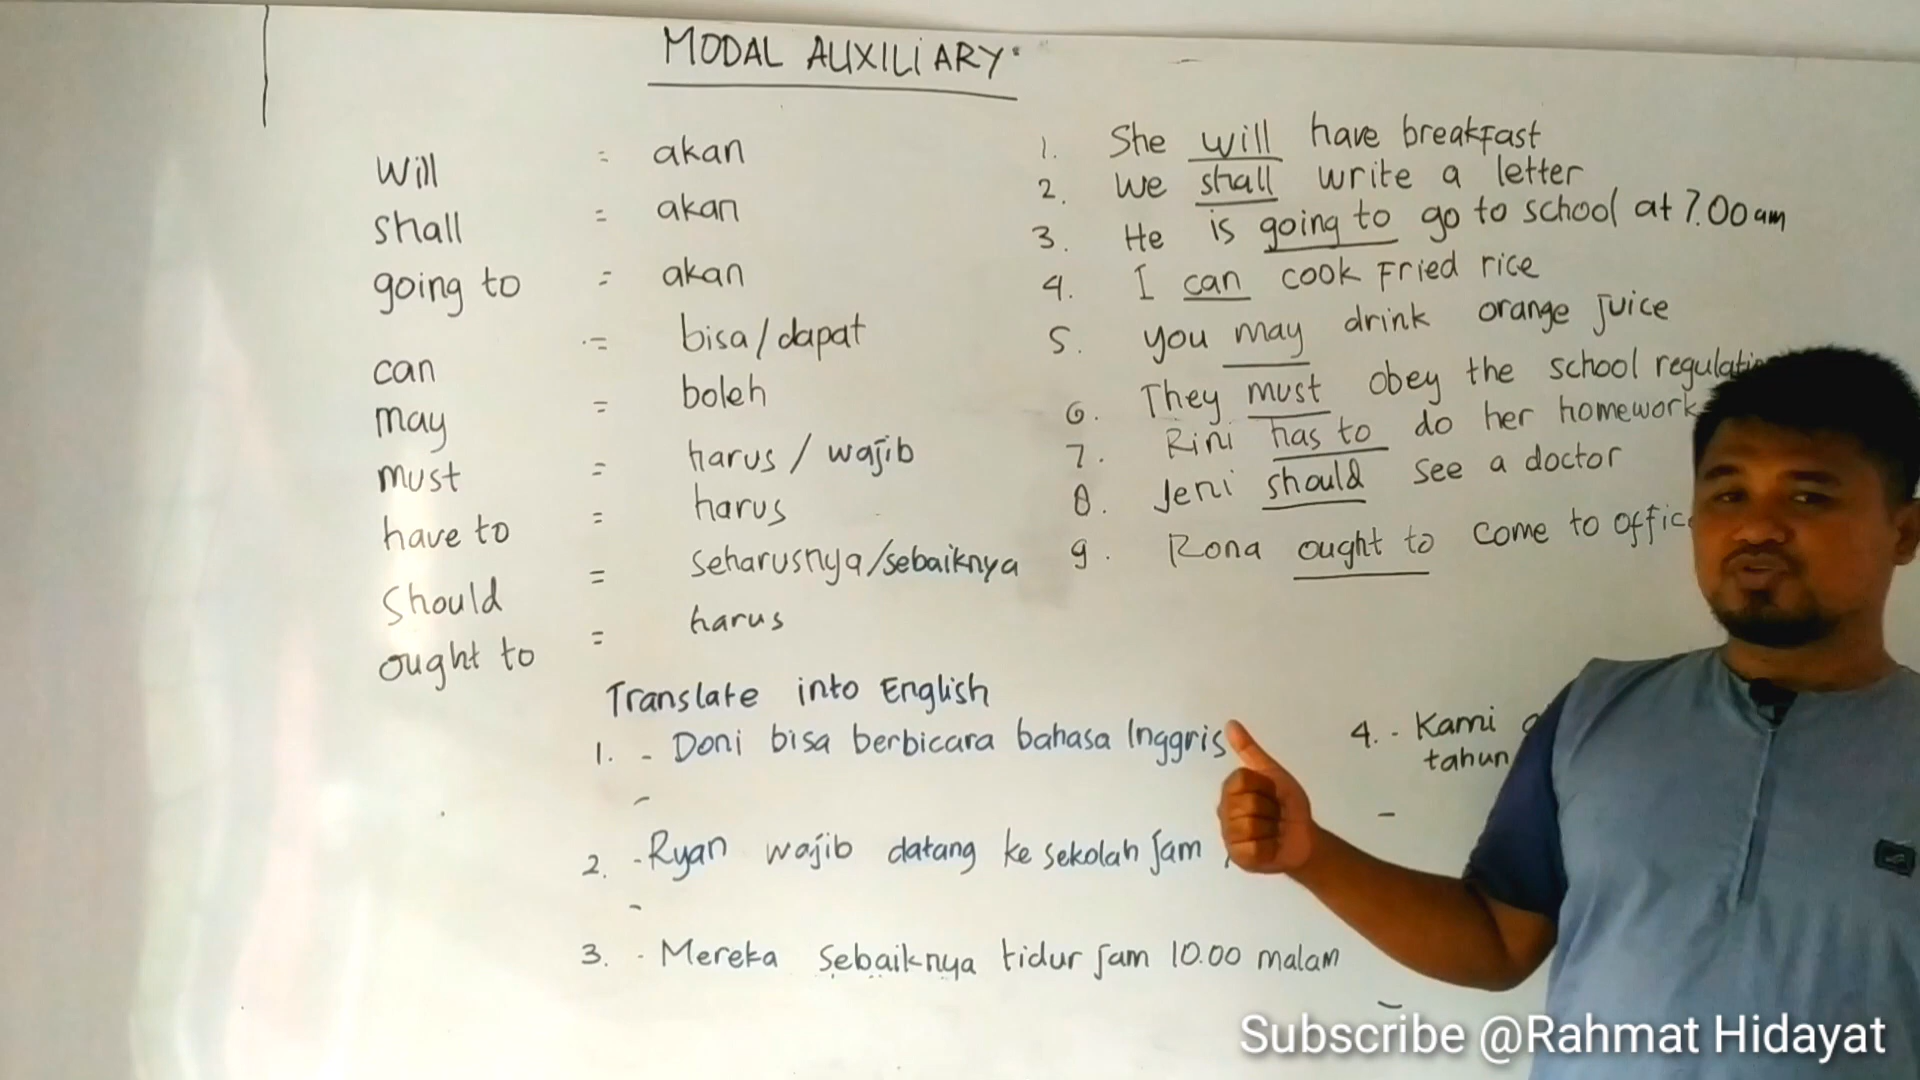 MODAL AUXILIARY
Will = akan
shall = akan
going to = akan
can = bisa/dapat
may = boleh
must = harus / wajib
have to = harus
Should = seharusnya/sebaiknya
ought to = harus
1. She will have breakfast
2. We shall write a letter
3. He is going to go to school at 7.00 am
4. I can cook Fried rice
5. you may drink orange juice
6. They must obey the school
7. Rini has to do her homework
8. Jeni should see a doctor
9. Rona ought to come to
Translate into English
1. - Doni bisa berbicara bahasa Inggris
-
2. - Ryan wajib datang ke sekolah jam
-
3. - Mereka Sebaiknya tidur jam 10.00 malam
4. - Kami
tahun
-
Subscribe @Rahmat Hidayat